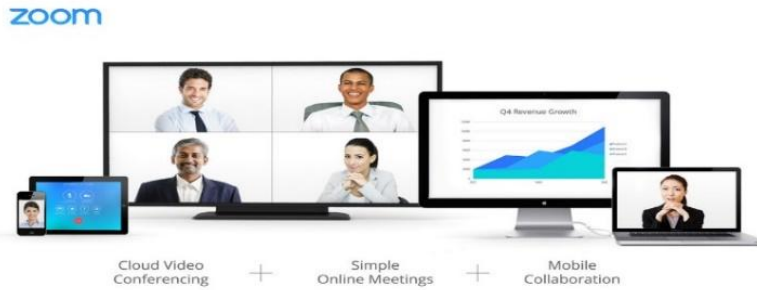 zoom
Q4 Revenue Growth
Cloud Video
Conferencing
+
Simple
Online Meetings
+
Mobile
Collaboration